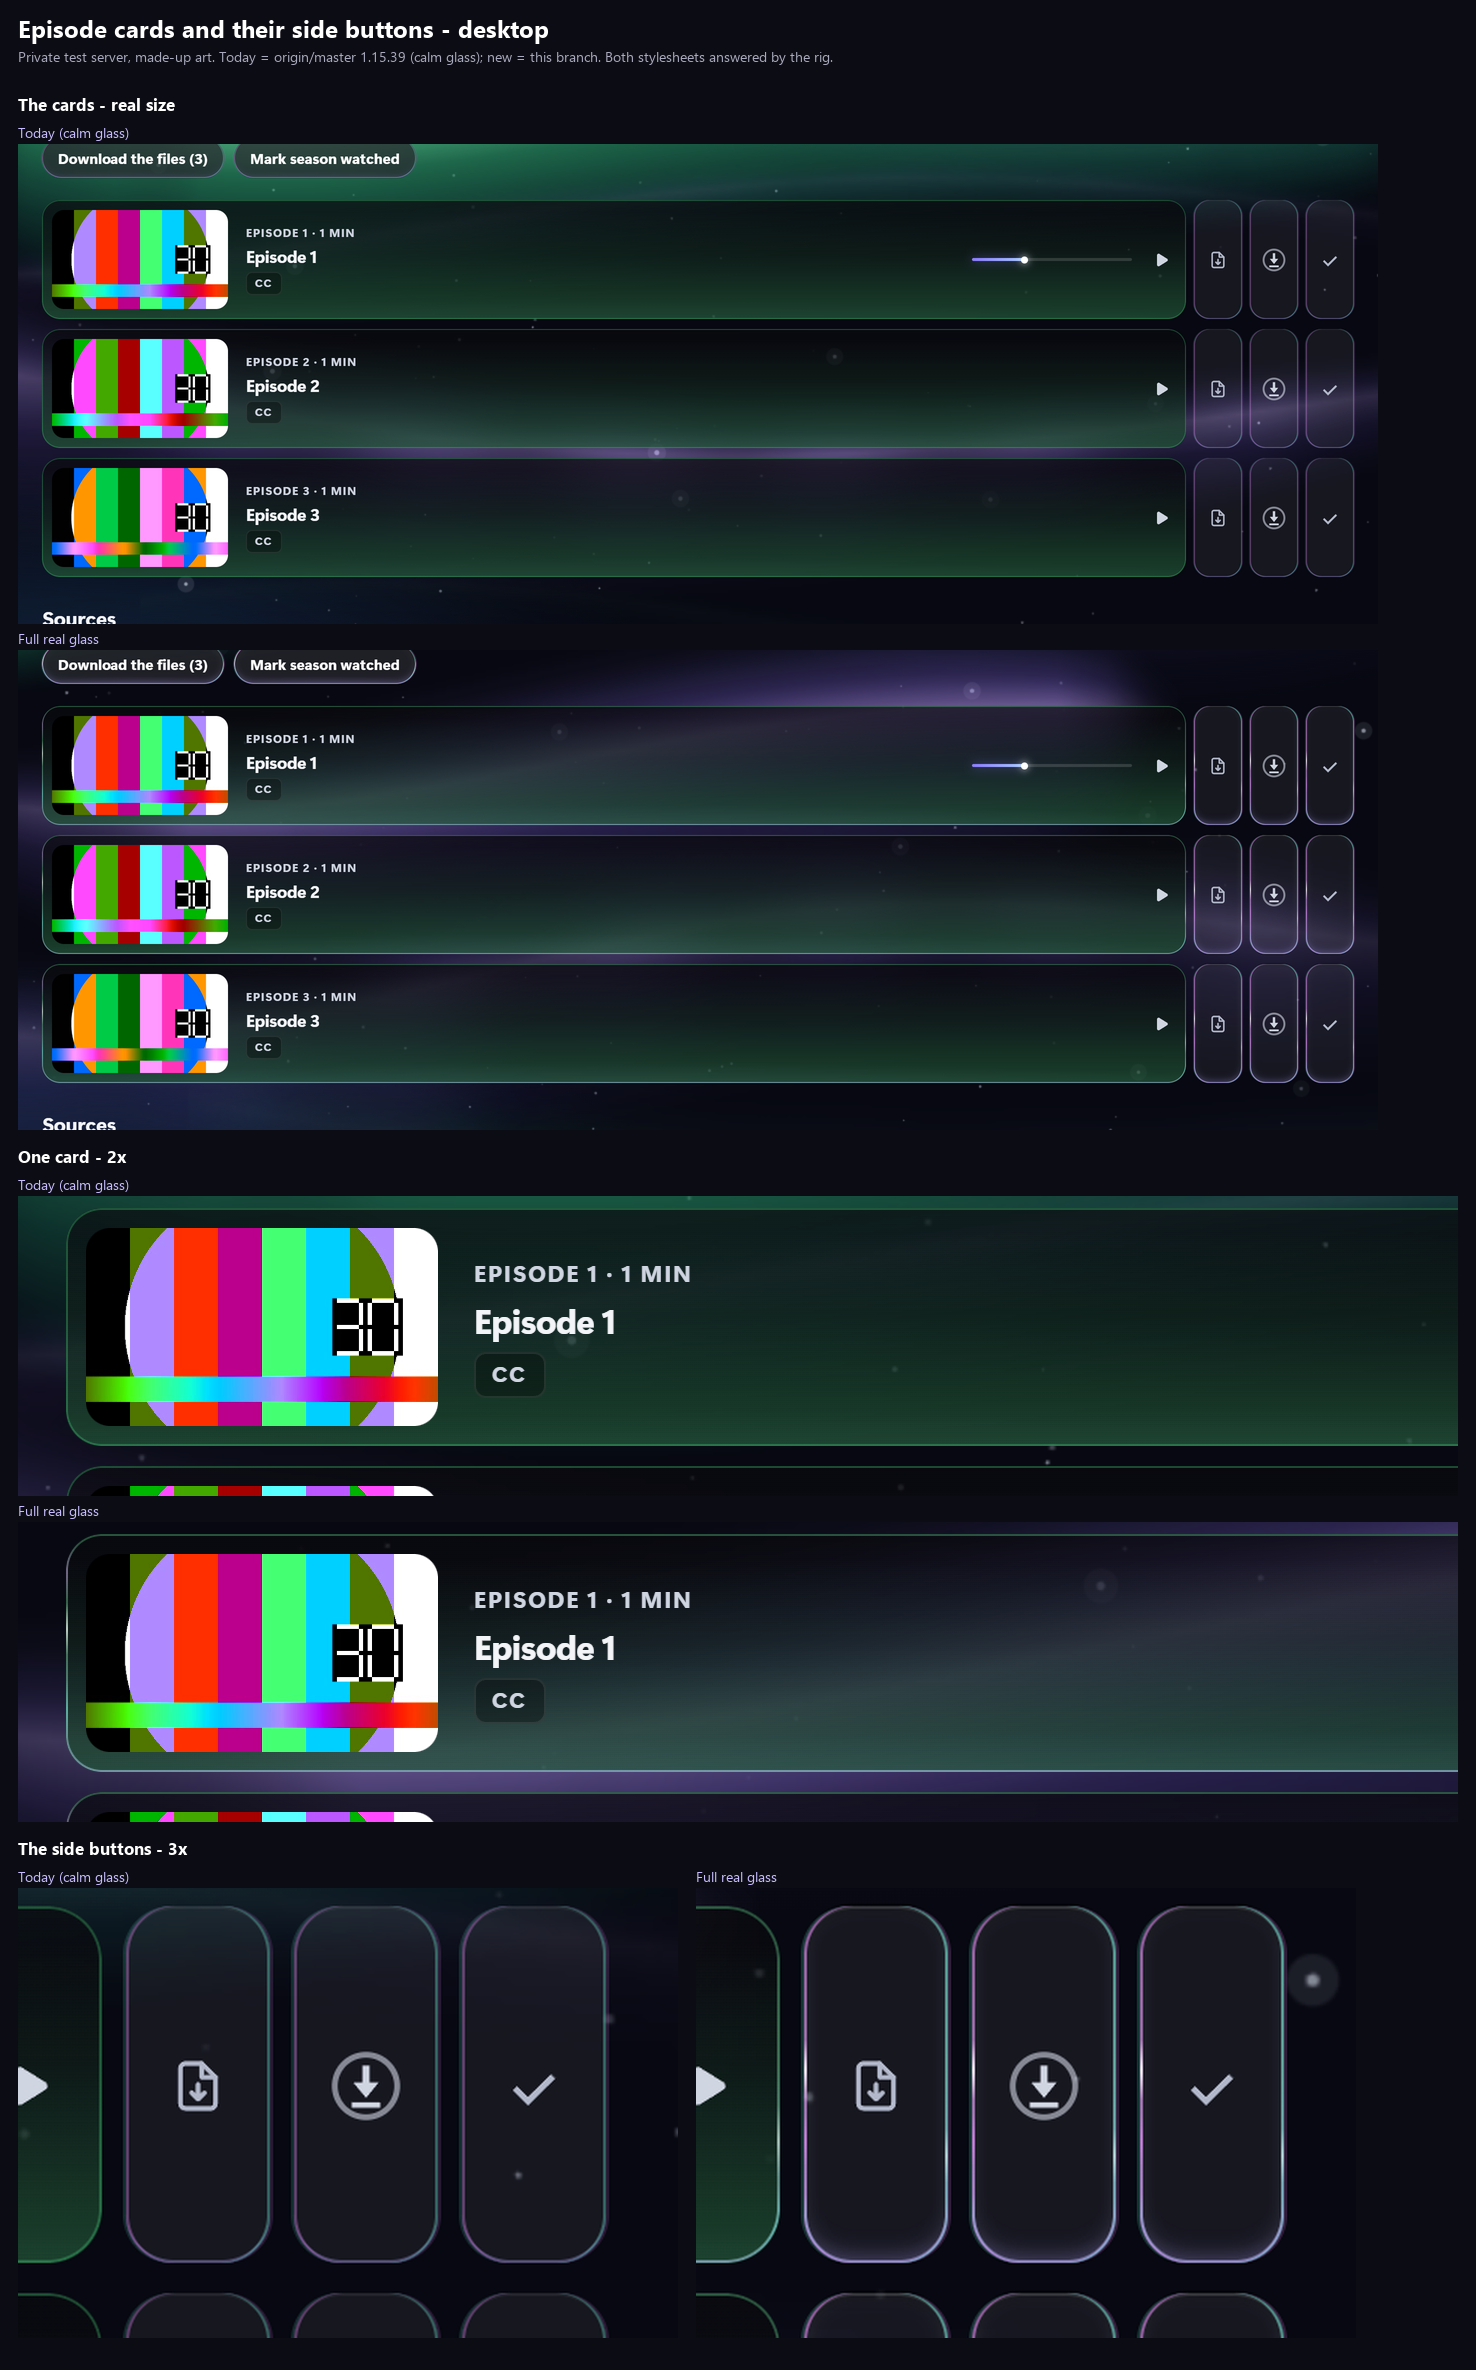 Episode cards and their side buttons - desktop
Private test server, made-up art. Today = origin/master 1.15.39 (calm glass); new = this branch. Both stylesheets answered by the rig.
The cards - real size
Today (calm glass)
Download the files (3) Mark season watched
EPISODE 1 · 1 MIN
Episode 1
CC
EPISODE 2 · 1 MIN
Episode 2
CC
EPISODE 3 · 1 MIN
Episode 3
CC
Sources
Full real glass
Download the files (3) Mark season watched
EPISODE 1 · 1 MIN
Episode 1
CC
EPISODE 2 · 1 MIN
Episode 2
CC
EPISODE 3 · 1 MIN
Episode 3
CC
Sources
One card - 2x
Today (calm glass)
EPISODE 1 · 1 MIN
Episode 1
CC
Full real glass
EPISODE 1 · 1 MIN
Episode 1
CC
The side buttons - 3x
Today (calm glass) Full real glass